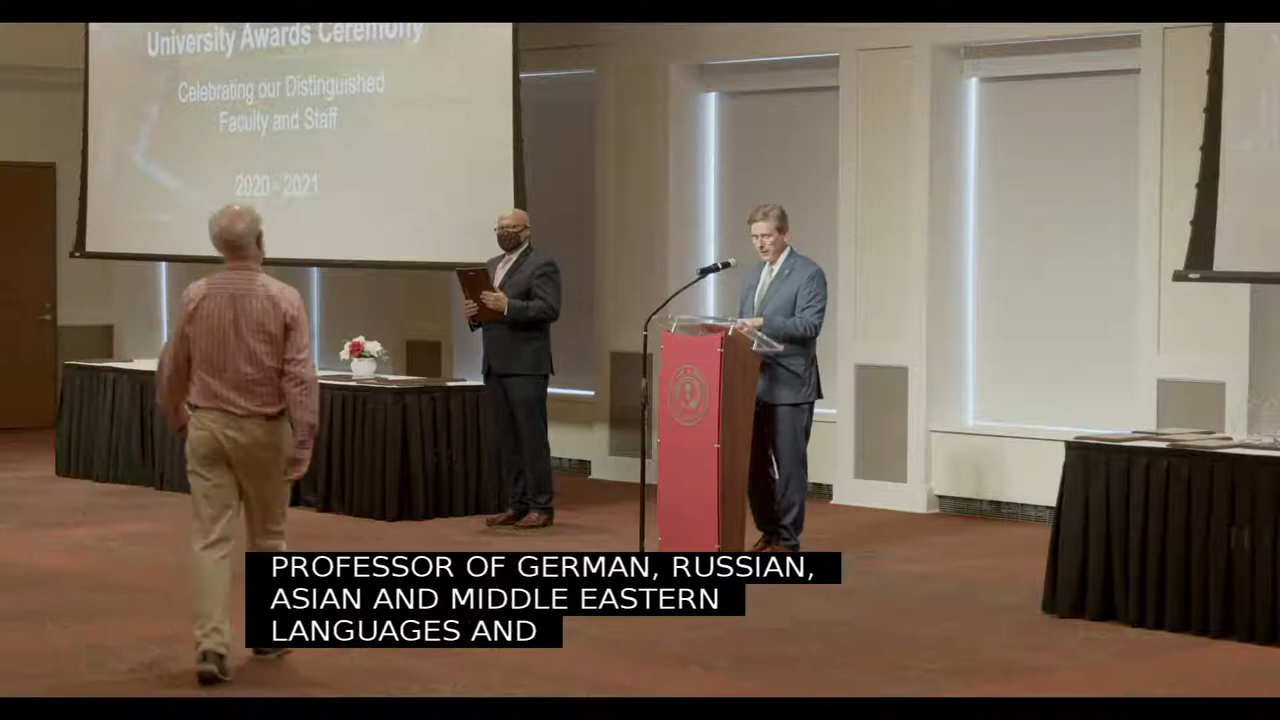 University Awards Ceremony
Celebrating our Distinguished
Faculty and Staff
2020 - 2021
PROFESSOR OF GERMAN, RUSSIAN,
ASIAN AND MIDDLE EASTERN
LANGUAGES AND